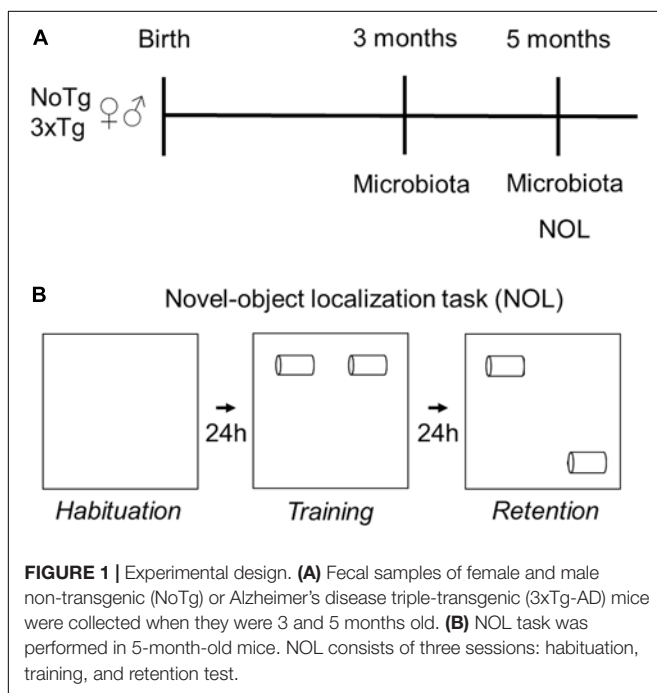 A
Birth 3 months 5 months
NoTg ♀♂
3xTg
Microbiota Microbiota
NOL
B
Novel-object localization task (NOL)
24h 24h
Habituation Training Retention
FIGURE 1 | Experimental design. (A) Fecal samples of female and male
non-transgenic (NoTg) or Alzheimer's disease triple-transgenic (3xTg-AD) mice
were collected when they were 3 and 5 months old. (B) NOL task was
performed in 5-month-old mice. NOL consists of three sessions: habituation,
training, and retention test.